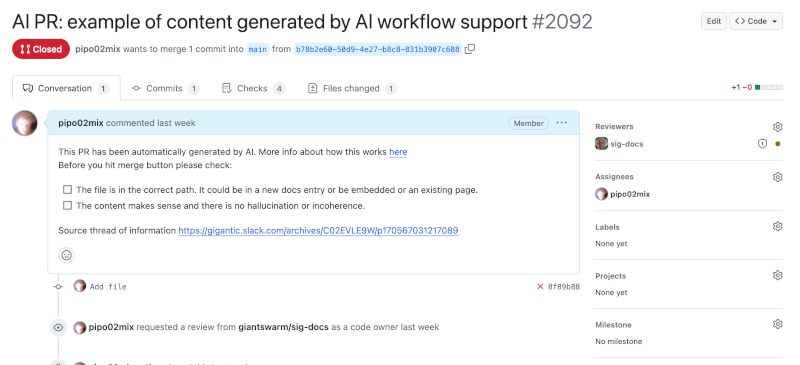 AI PR: example of content generated by AI workflow support #2092
Edit
<> Code
Closed
pipo02mix wants to merge 1 commit into main from b78b2e60-50d9-4e27-b8c8-831b3907c688
Conversation 1
Commits 1
Checks 4
Files changed 1
+1 −0
pipo02mix commented last week
Member
This PR has been automatically generated by AI. More info about how this works here
Before you hit merge button please check:
The file is in the correct path. It could be in a new docs entry or be embedded or an existing page.
The content makes sense and there is no hallucination or incoherence.
Source thread of information https://gigantic.slack.com/archives/C02EVLE9W/p170567031217089
Add file
8f89b88
pipo02mix requested a review from giantswarm/sig-docs as a code owner last week
Reviewers
sig-docs
Assignees
pipo02mix
Labels
None yet
Projects
None yet
Milestone
No milestone